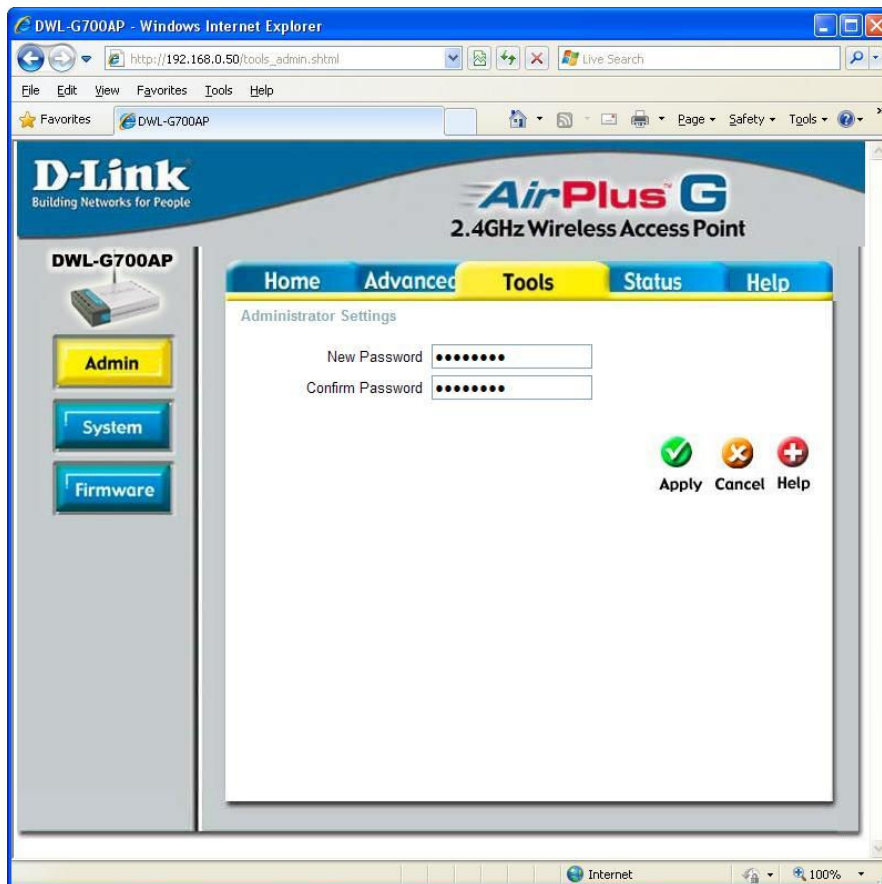 DWL-G700AP - Windows Internet Explorer
http://192.168.0.50/tools_admin.shtml
Live Search
File Edit View Favorites Tools Help
Favorites DWL-G700AP Page Safety Tools
D-Link
Building Networks for People
AirPlus™ G
2.4GHz Wireless Access Point
DWL-G700AP
Home Advanced Tools Status Help
Administrator Settings
New Password ••••••••
Confirm Password ••••••••
Admin
System
Firmware
Apply Cancel Help
Internet 100%